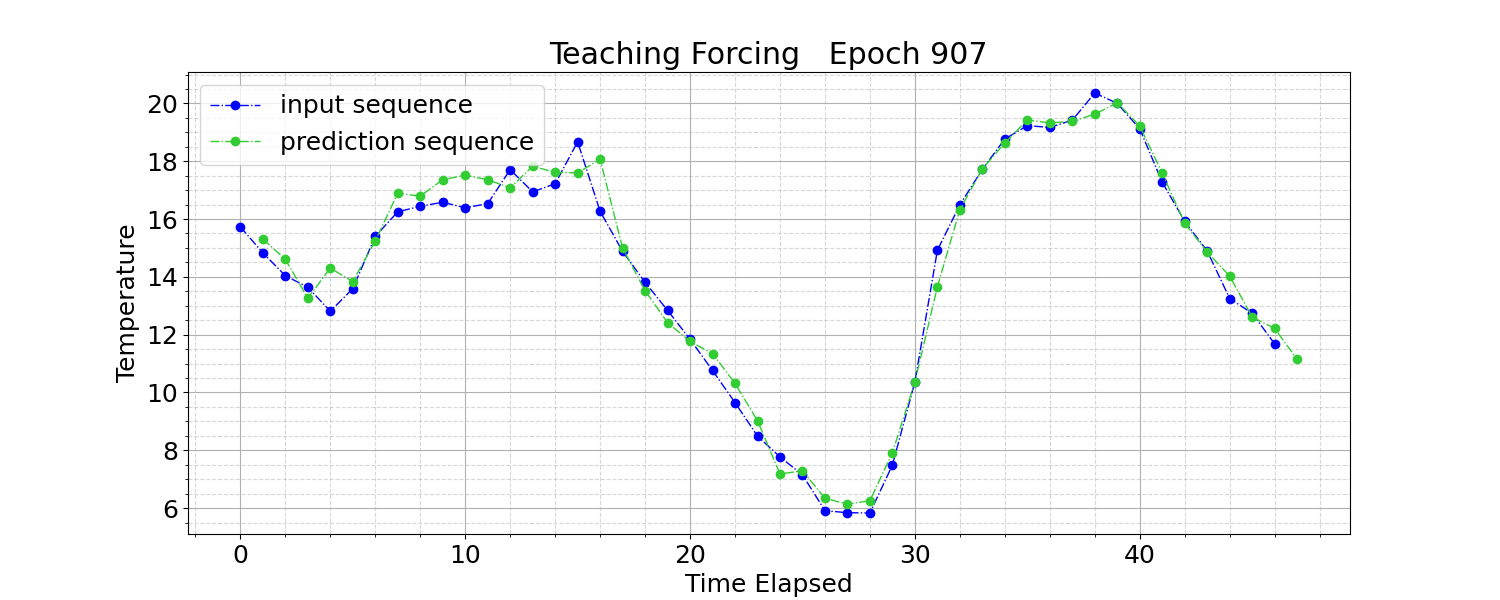 Teaching Forcing   Epoch 907
input sequence
prediction sequence
20
18
16
14
12
10
8
6
Temperature
0 10 20 30 40
Time Elapsed